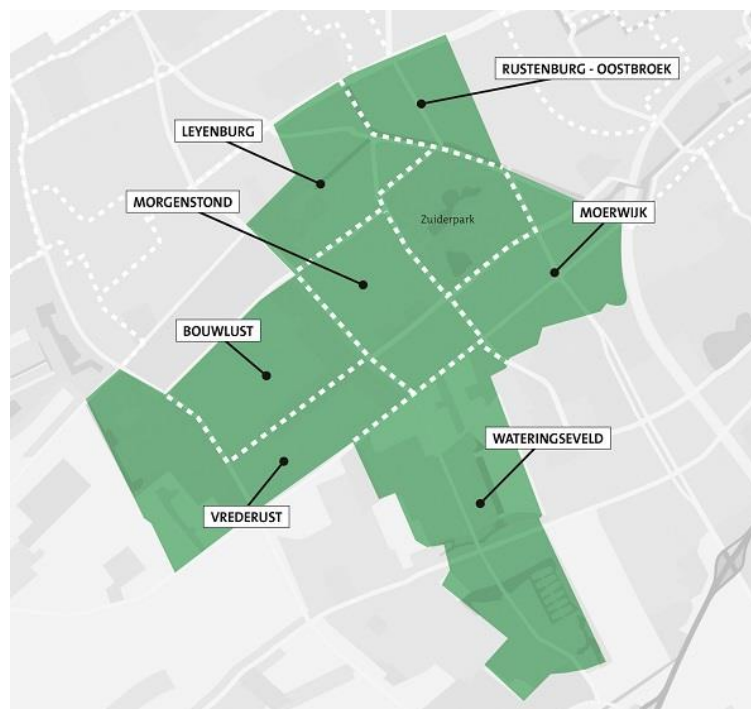 RUSTENBURG - OOSTBROEK
LEYENBURG
MORGENSTOND
MOERWIJK
Zuiderpark
BOUWLUST
WATERINGSEVELD
VREDERUST